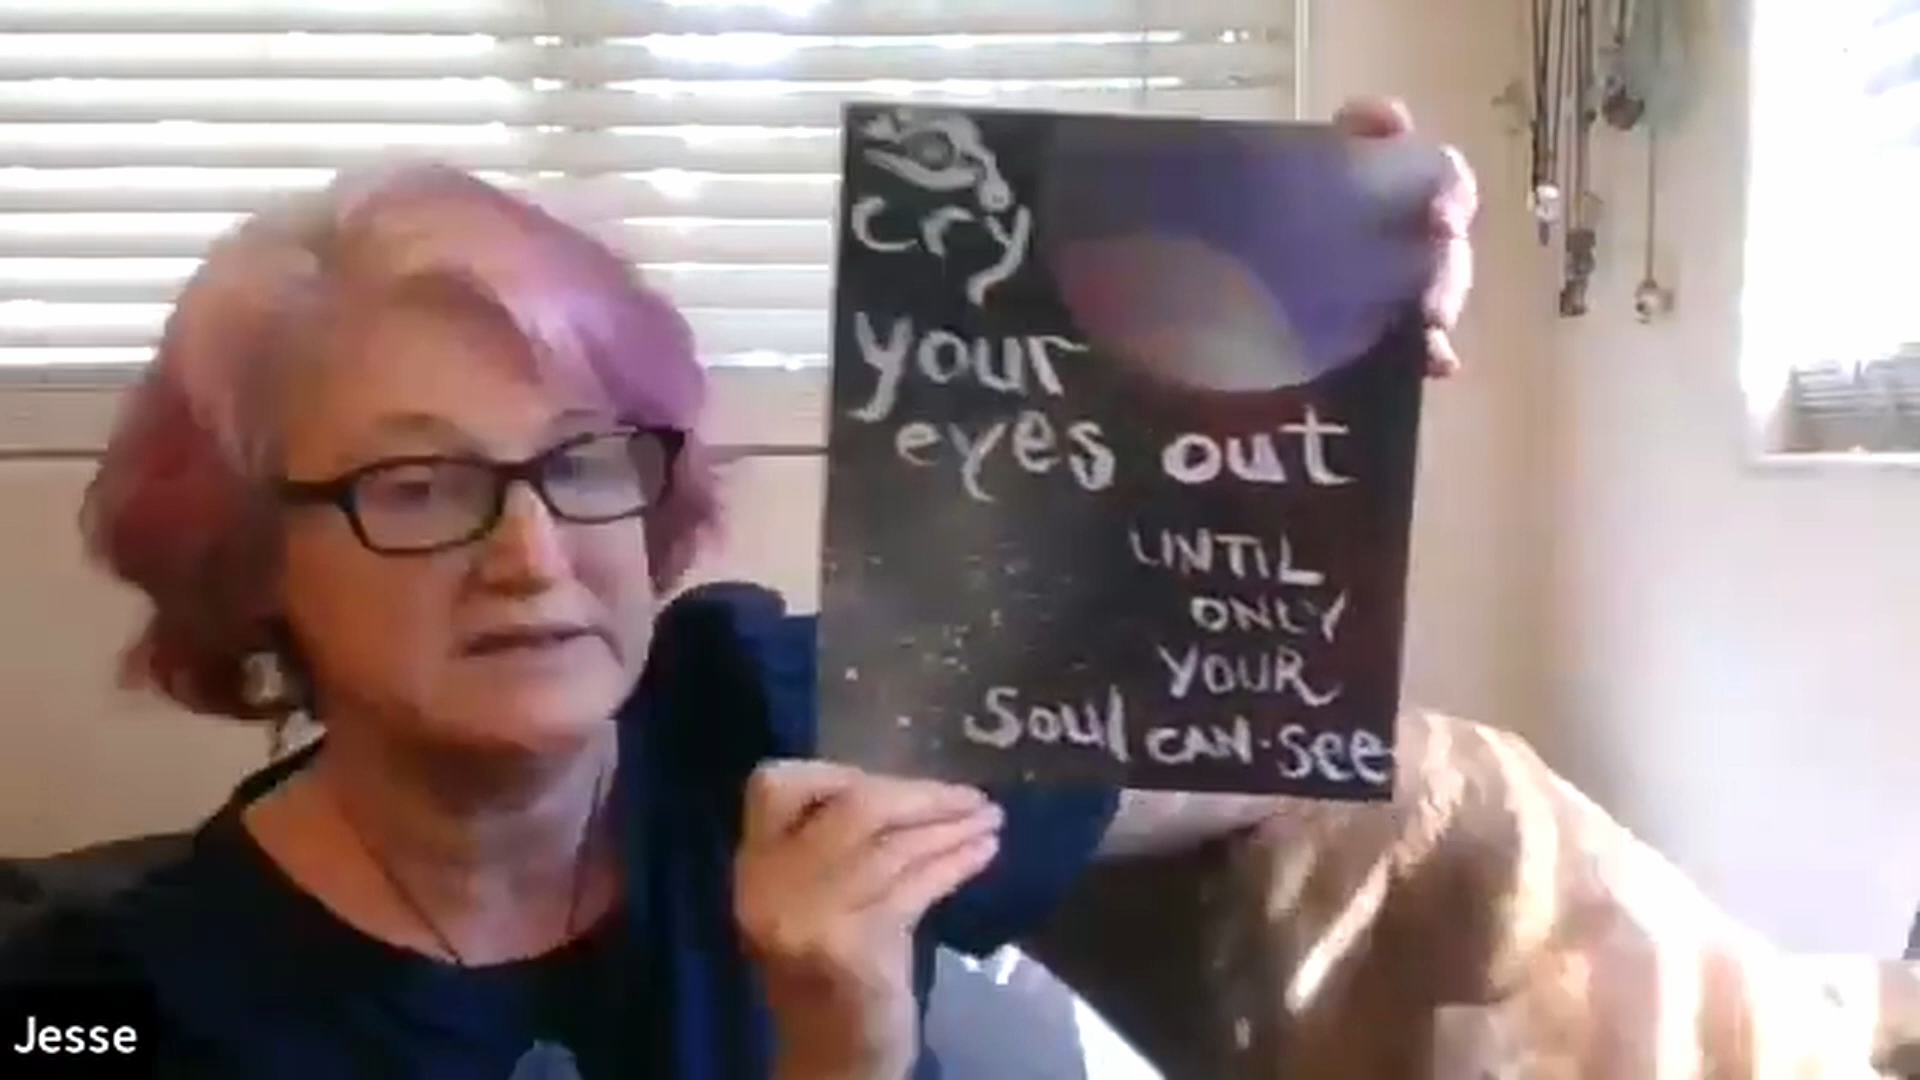 cry
your
eyes out
UNTIL
ONLY
YOUR
Soul CAN See
Jesse